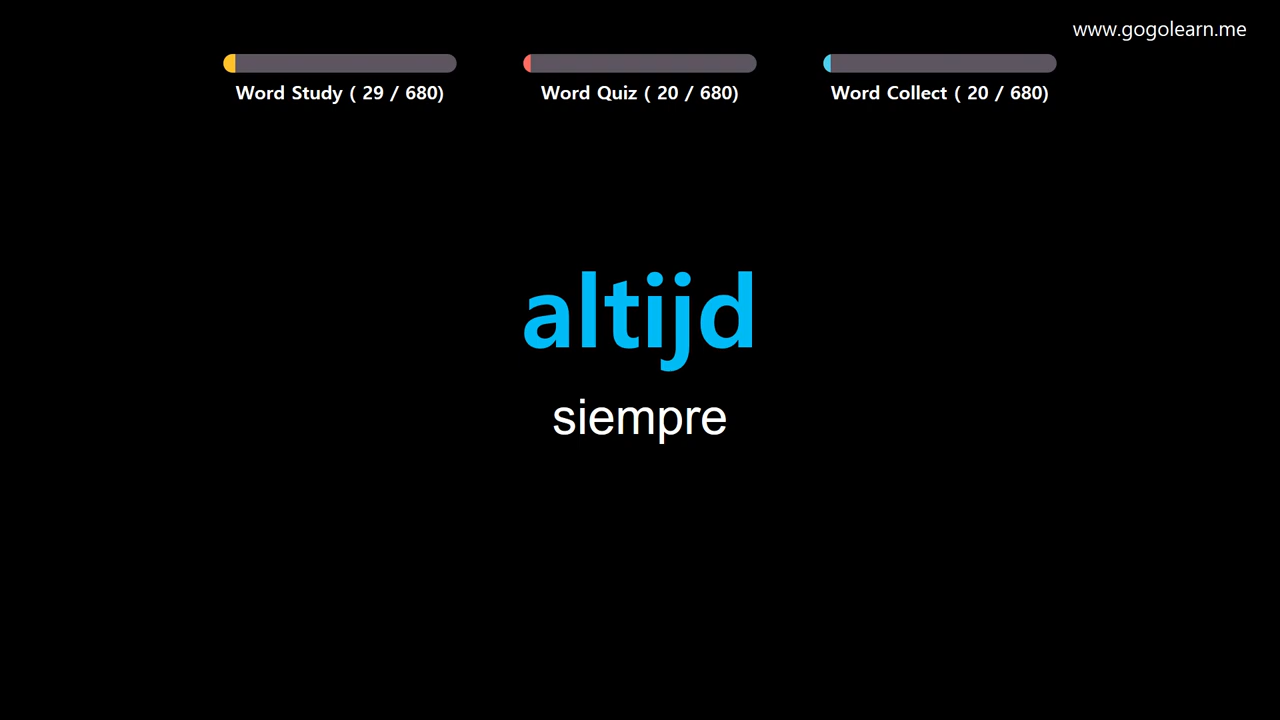 www.gogolearn.me
Word Study ( 29 / 680)
Word Quiz ( 20 / 680)
Word Collect ( 20 / 680)
altijd
siempre